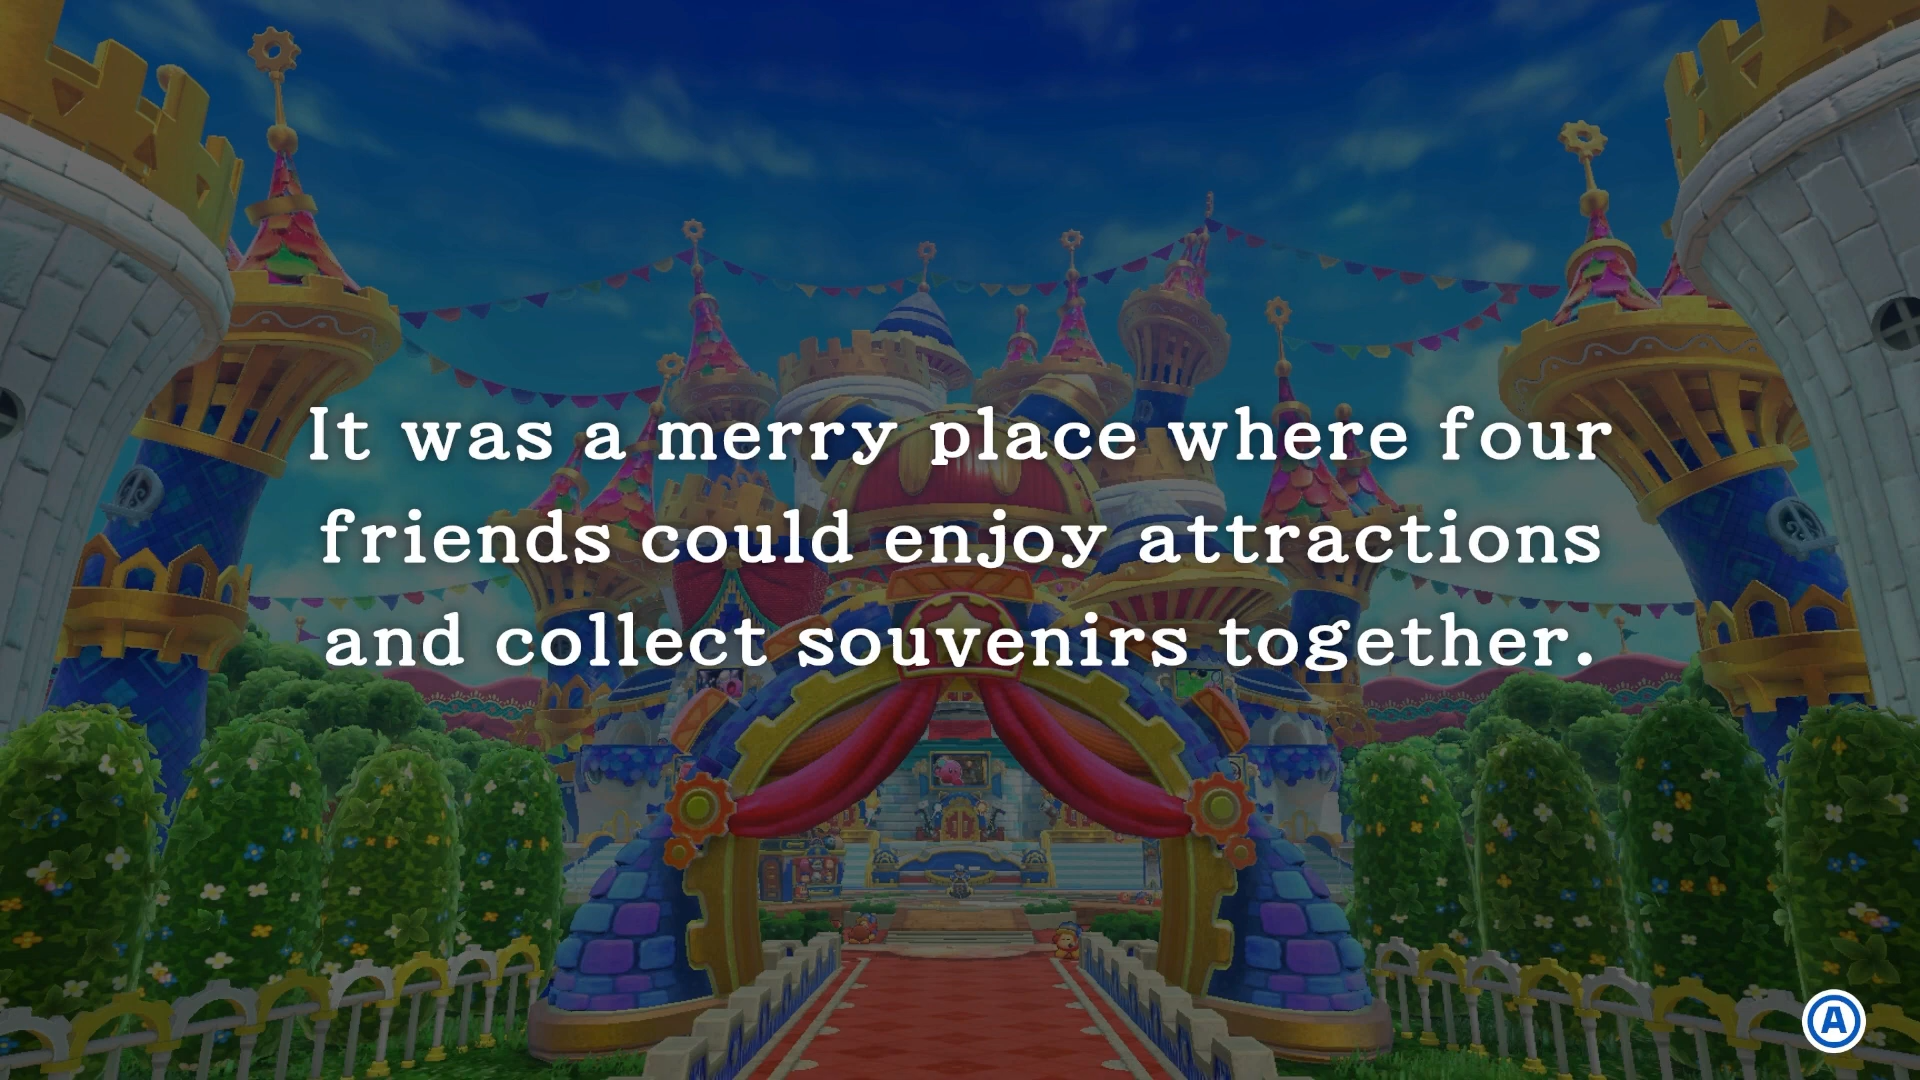 It was a merry place where four
friends could enjoy attractions
and collect souvenirs together.
A